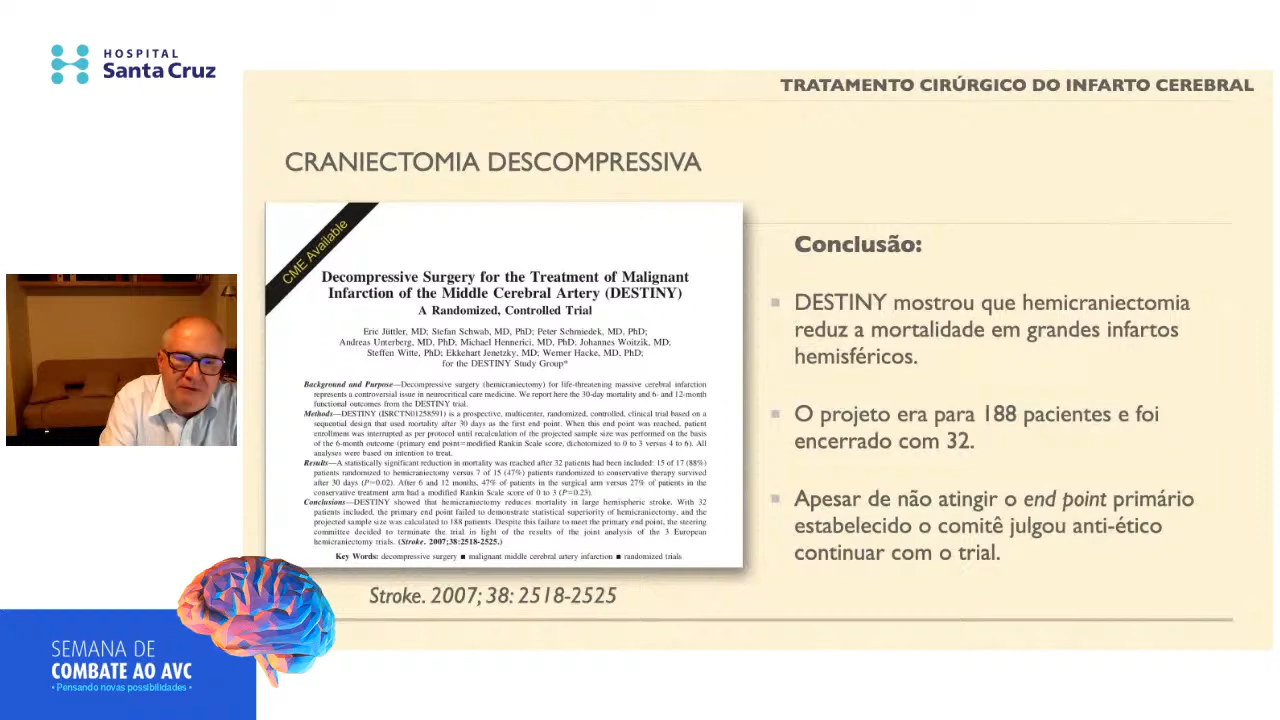 HOSPITAL
Santa Cruz
TRATAMENTO CIRÚRGICO DO INFARTO CEREBRAL
CRANIECTOMIA DESCOMPRESSIVA
CME Available
Decompressive Surgery for the Treatment of Malignant
Infarction of the Middle Cerebral Artery (DESTINY)
A Randomized, Controlled Trial
Eric Jüttler, MD; Stefan Schwab, MD, PhD; Peter Schmiedek, MD, PhD;
Andreas Unterberg, MD, PhD; Michael Hennerici, MD, PhD; Johannes Woitzik, MD;
Steffen Witte, PhD; Ekkehart Jenetzky, MD; Werner Hacke, MD, PhD;
for the DESTINY Study Group*
Background and Purpose—Decompressive surgery (hemicraniectomy) for life-threatening massive cerebral infarction
represents a controversial issue in neurocritical care medicine. We report here the 30-day mortality and 6- and 12-month
functional outcomes from the DESTINY trial.
Methods—DESTINY (ISRCTN01258591) is a prospective, multicenter, randomized, controlled, clinical trial based on a
sequential design that used mortality after 30 days as the first end point. When this end point was reached, patient
enrollment was interrupted as per protocol until recalculation of the projected sample size was performed on the basis
of the 6-month outcome (primary end point=modified Rankin Scale score, dichotomized to 0 to 3 versus 4 to 6). All
analyses were based on intention to treat.
Results—A statistically significant reduction in mortality was reached after 32 patients had been included: 15 of 17 (88%)
patients randomized to hemicraniectomy versus 7 of 15 (47%) patients randomized to conservative therapy survived
after 30 days (P=0.02). After 6 and 12 months, 47% of patients in the surgical arm versus 27% of patients in the
conservative treatment arm had a modified Rankin Scale score of 0 to 3 (P=0.23).
Conclusions—DESTINY showed that hemicraniectomy reduces mortality in large hemispheric stroke. With 32
patients included, the primary end point failed to demonstrate statistical superiority of hemicraniectomy, and the
projected sample size was calculated to 188 patients. Despite this failure to meet the primary end point, the steering
committee decided to terminate the trial in light of the results of the joint analysis of the 3 European
hemicraniectomy trials. (Stroke. 2007;38:2518-2525.)
Key Words: decompressive surgery ■ malignant middle cerebral artery infarction ■ randomized trials
Stroke. 2007; 38: 2518-2525
Conclusão:
DESTINY mostrou que hemicraniectomia
reduz a mortalidade em grandes infartos
hemisféricos.
O projeto era para 188 pacientes e foi
encerrado com 32.
Apesar de não atingir o end point primário
estabelecido o comitê julgou anti-ético
continuar com o trial.
SEMANA DE
COMBATE AO AVC
• Pensando novas possibilidades •